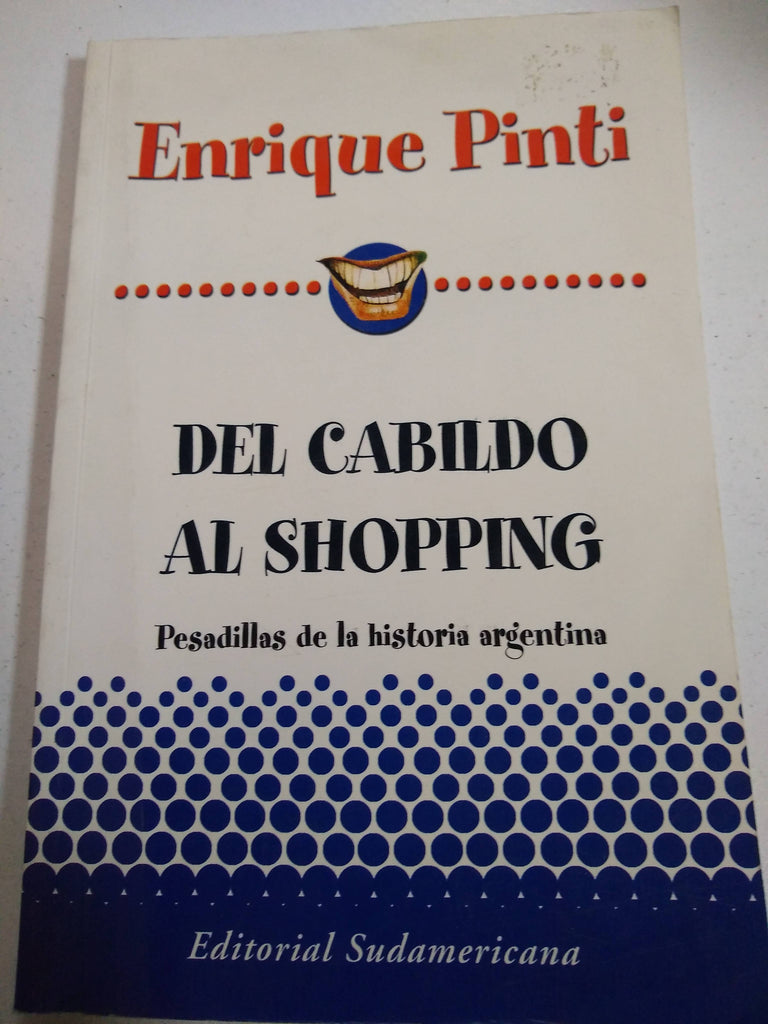 Enrique Pinti
DEL CABILDO
AL SHOPPING
Pesadillas de la historia argentina
Editorial Sudamericana